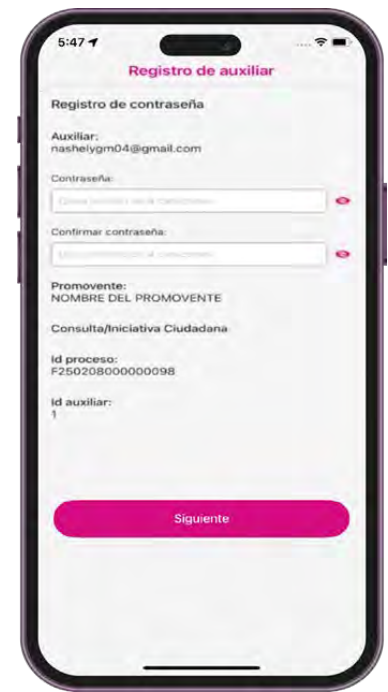 5:47
Registro de auxiliar
Registro de contraseña
Auxiliar:
nashelygm04@gmail.com
Contraseña:
Confirmar contraseña:
Promovente:
NOMBRE DEL PROMOVENTE
Consulta/Iniciativa Ciudadana
Id proceso:
F250208000000098
Id auxiliar:
1
Siguiente